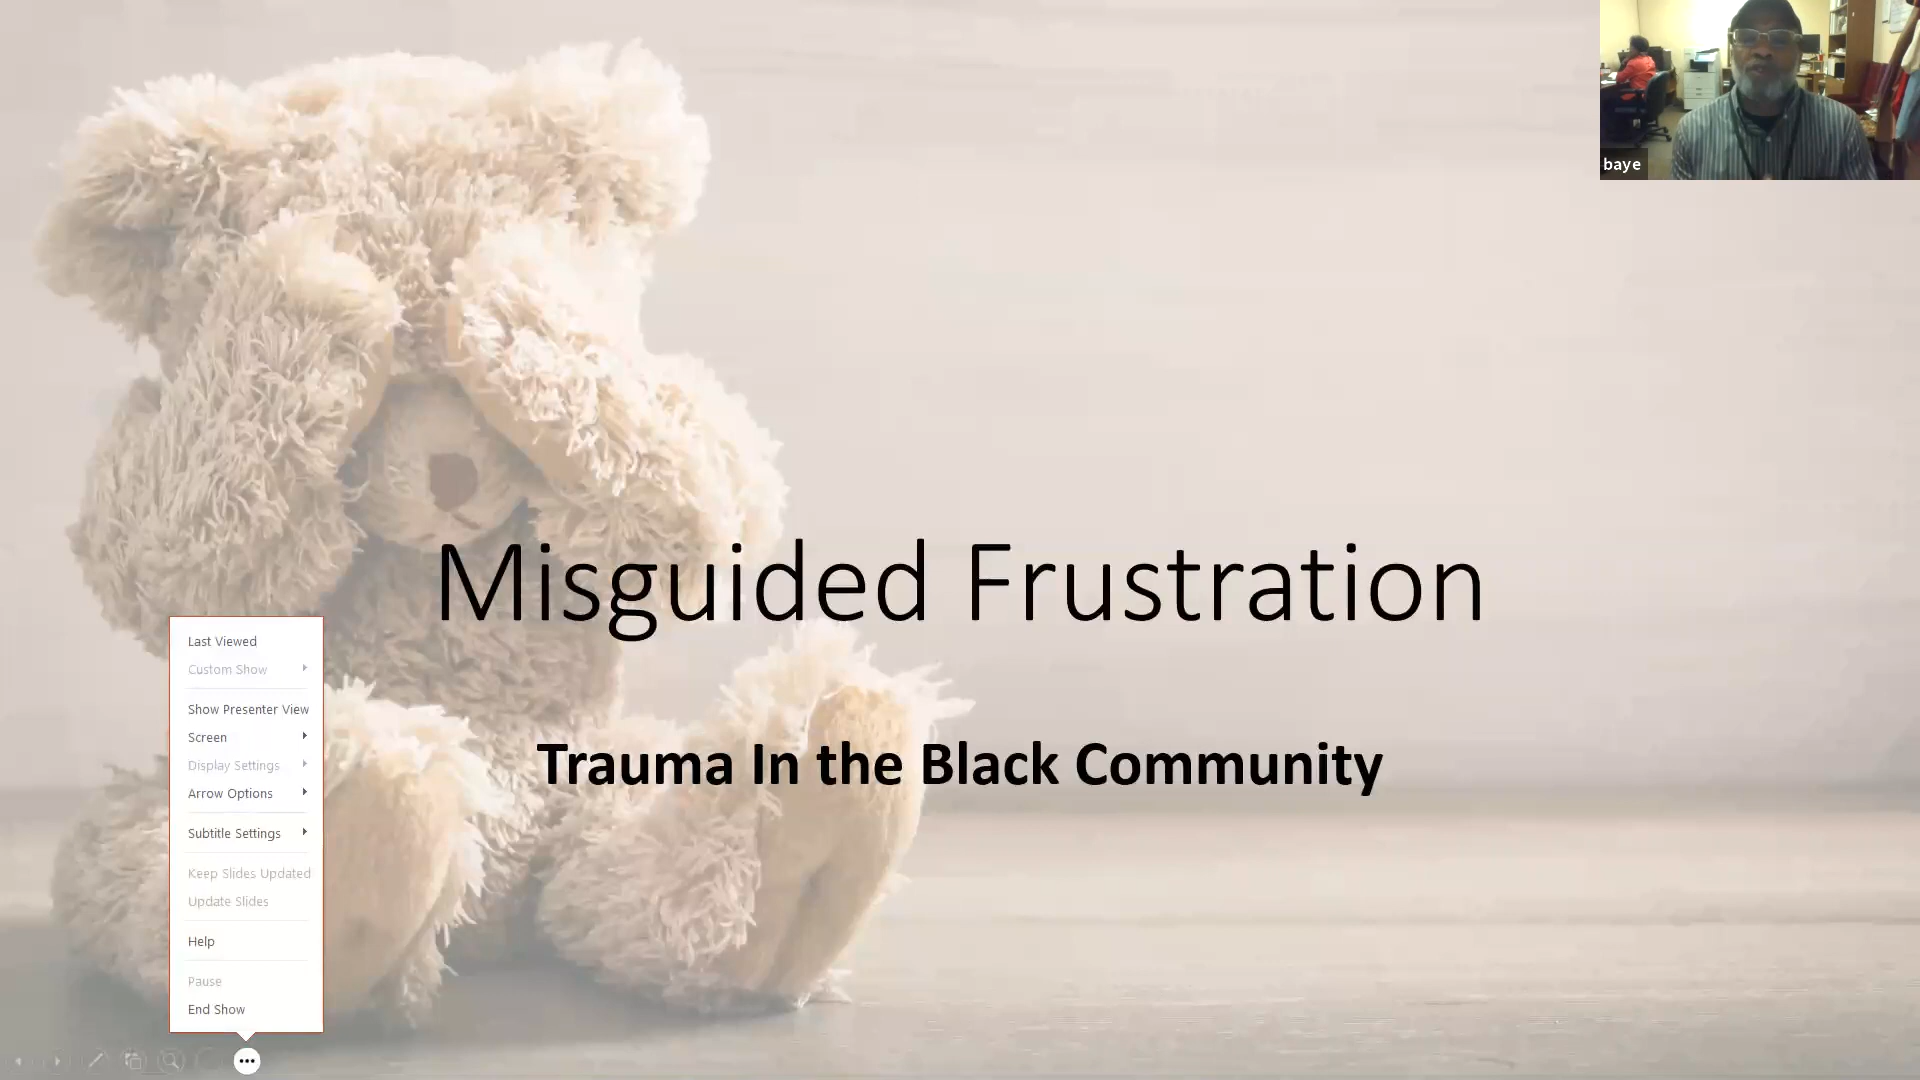 baye
Misguided Frustration
Trauma In the Black Community
Last Viewed
Custom Show
Show Presenter View
Screen
Display Settings
Arrow Options
Subtitle Settings
Keep Slides Updated
Update Slides
Help
Pause
End Show